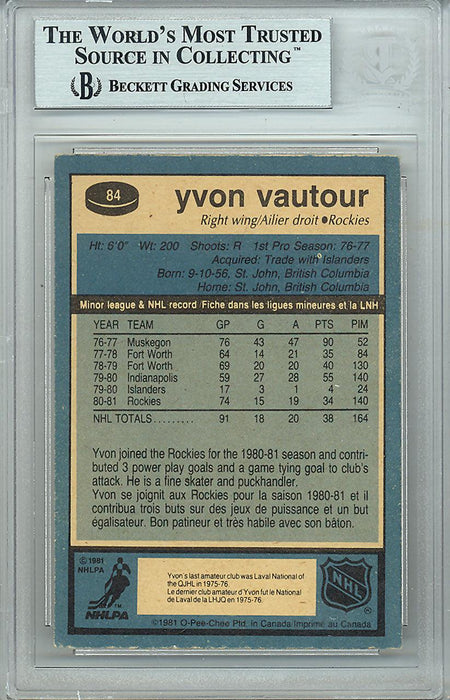 THE WORLD'S MOST TRUSTED
SOURCE IN COLLECTING™
B BECKETT GRADING SERVICES
84
yvon vautour
Right wing/Ailier droit ●Rockies
Ht: 6'0" Wt: 200 Shoots: R 1st Pro Season: 76-77
Acquired: Trade with Islanders
Born: 9-10-56, St. John, British Columbia
Home: St. John, British Columbia
Minor league & NHL record/Fiche dans les ligues mineures et la LNH
YEAR TEAM GP G A PTS PIM
76-77 Muskegon 76 43 47 90 52
77-78 Fort Worth 64 14 21 35 84
78-79 Fort Worth 69 20 20 40 130
79-80 Indianapolis 59 27 28 55 140
79-80 Islanders 17 3 1 4 24
80-81 Rockies 74 15 19 34 140
NHL TOTALS......... 91 18 20 38 164
Yvon joined the Rockies for the 1980-81 season and contri-
buted 3 power play goals and a game tying goal to club's
attack. He is a fine skater and puckhandler.
Yvon se joignit aux Rockies pour la saison 1980-81 et il
contribua trois buts sur des jeux de puissance et un but
égalisateur. Bon patineur et très habile avec son bâton.
©1981
NHLPA
NHLPA
TM
Yvon's last amateur club was Laval National of
the QJHL in 1975-76.
Le dernier club amateur d'Yvon fut le National
de Laval de la LHJQ en 1975-76.
NHL
®
©1981 O-Pee-Chee Ptd. in Canada Imprimé au Canada